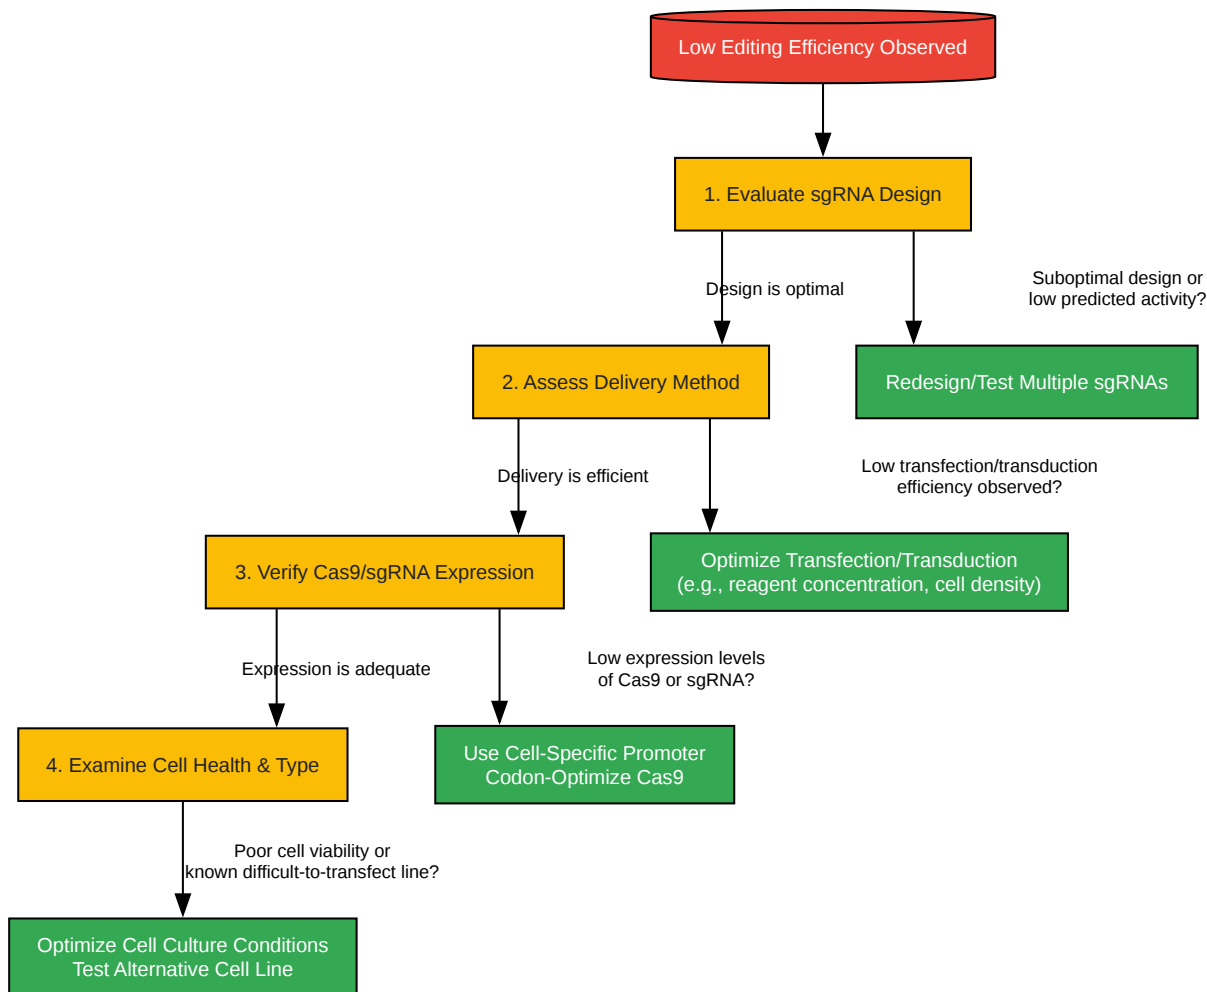 Low Editing Efficiency Observed
1. Evaluate sgRNA Design
Design is optimal
Suboptimal design or
low predicted activity?
2. Assess Delivery Method
Redesign/Test Multiple sgRNAs
Delivery is efficient
Low transfection/transduction
efficiency observed?
3. Verify Cas9/sgRNA Expression
Optimize Transfection/Transduction
(e.g., reagent concentration, cell density)
Expression is adequate
Low expression levels
of Cas9 or sgRNA?
4. Examine Cell Health & Type
Use Cell-Specific Promoter
Codon-Optimize Cas9
Poor cell viability or
known difficult-to-transfect line?
Optimize Cell Culture Conditions
Test Alternative Cell Line